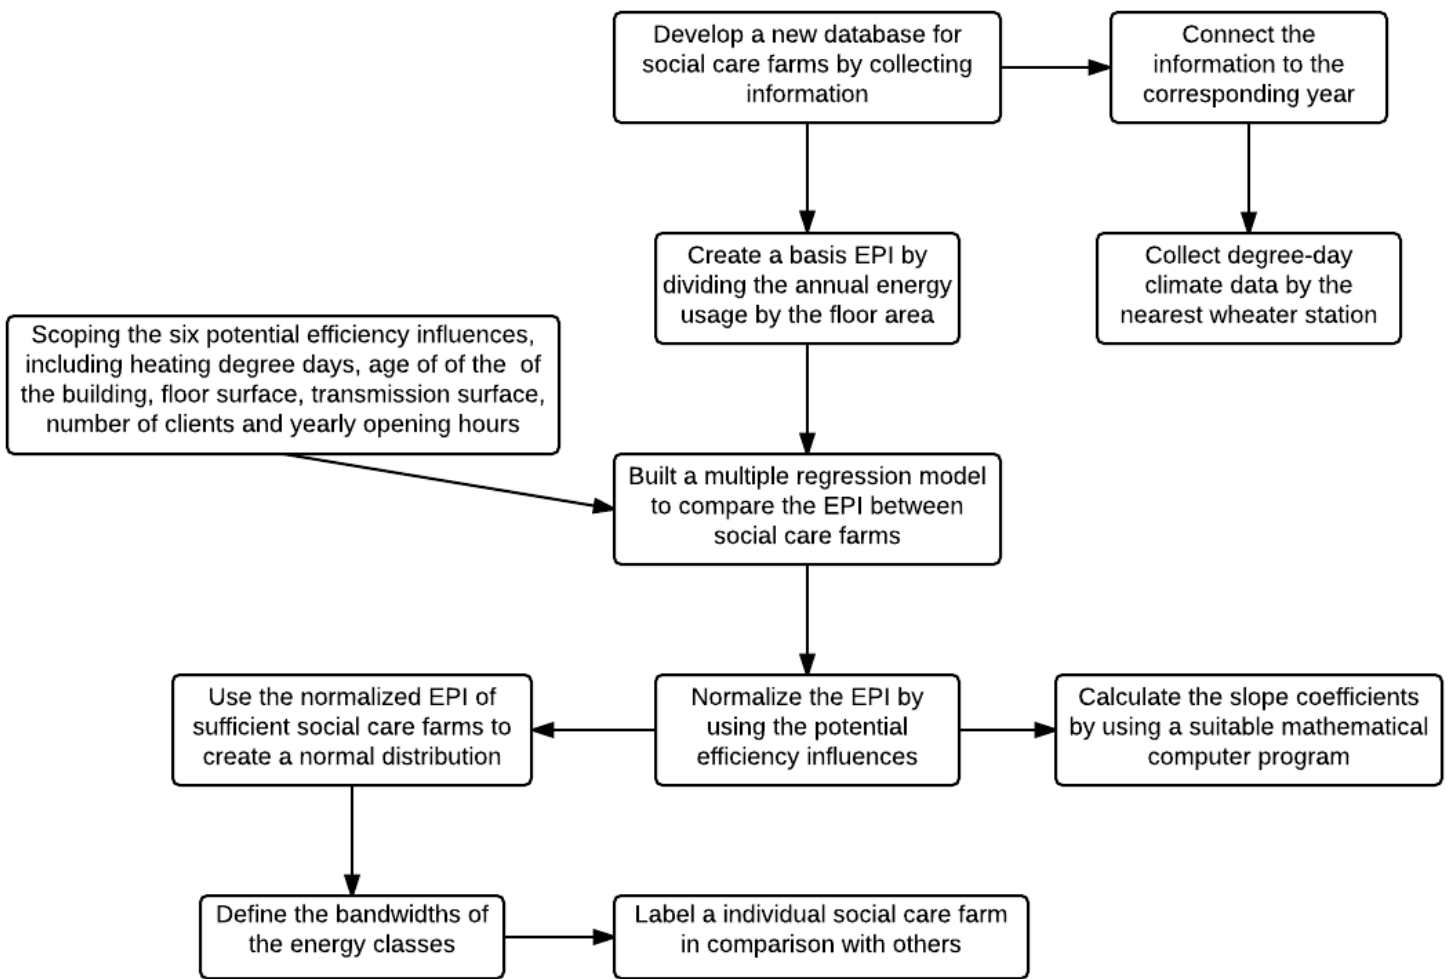 Develop a new database for
social care farms by collecting
information
Connect the
information to the
corresponding year
Create a basis EPI by
dividing the annual energy
usage by the floor area
Collect degree-day
climate data by the
nearest wheater station
Scoping the six potential efficiency influences,
including heating degree days, age of of the  of
the building, floor surface, transmission surface,
number of clients and yearly opening hours
Built a multiple regression model
to compare the EPI between
social care farms
Use the normalized EPI of
sufficient social care farms to
create a normal distribution
Normalize the EPI by
using the potential
efficiency influences
Calculate the slope coefficients
by using a suitable mathematical
computer program
Define the bandwidths of
the energy classes
Label a individual social care farm
in comparison with others